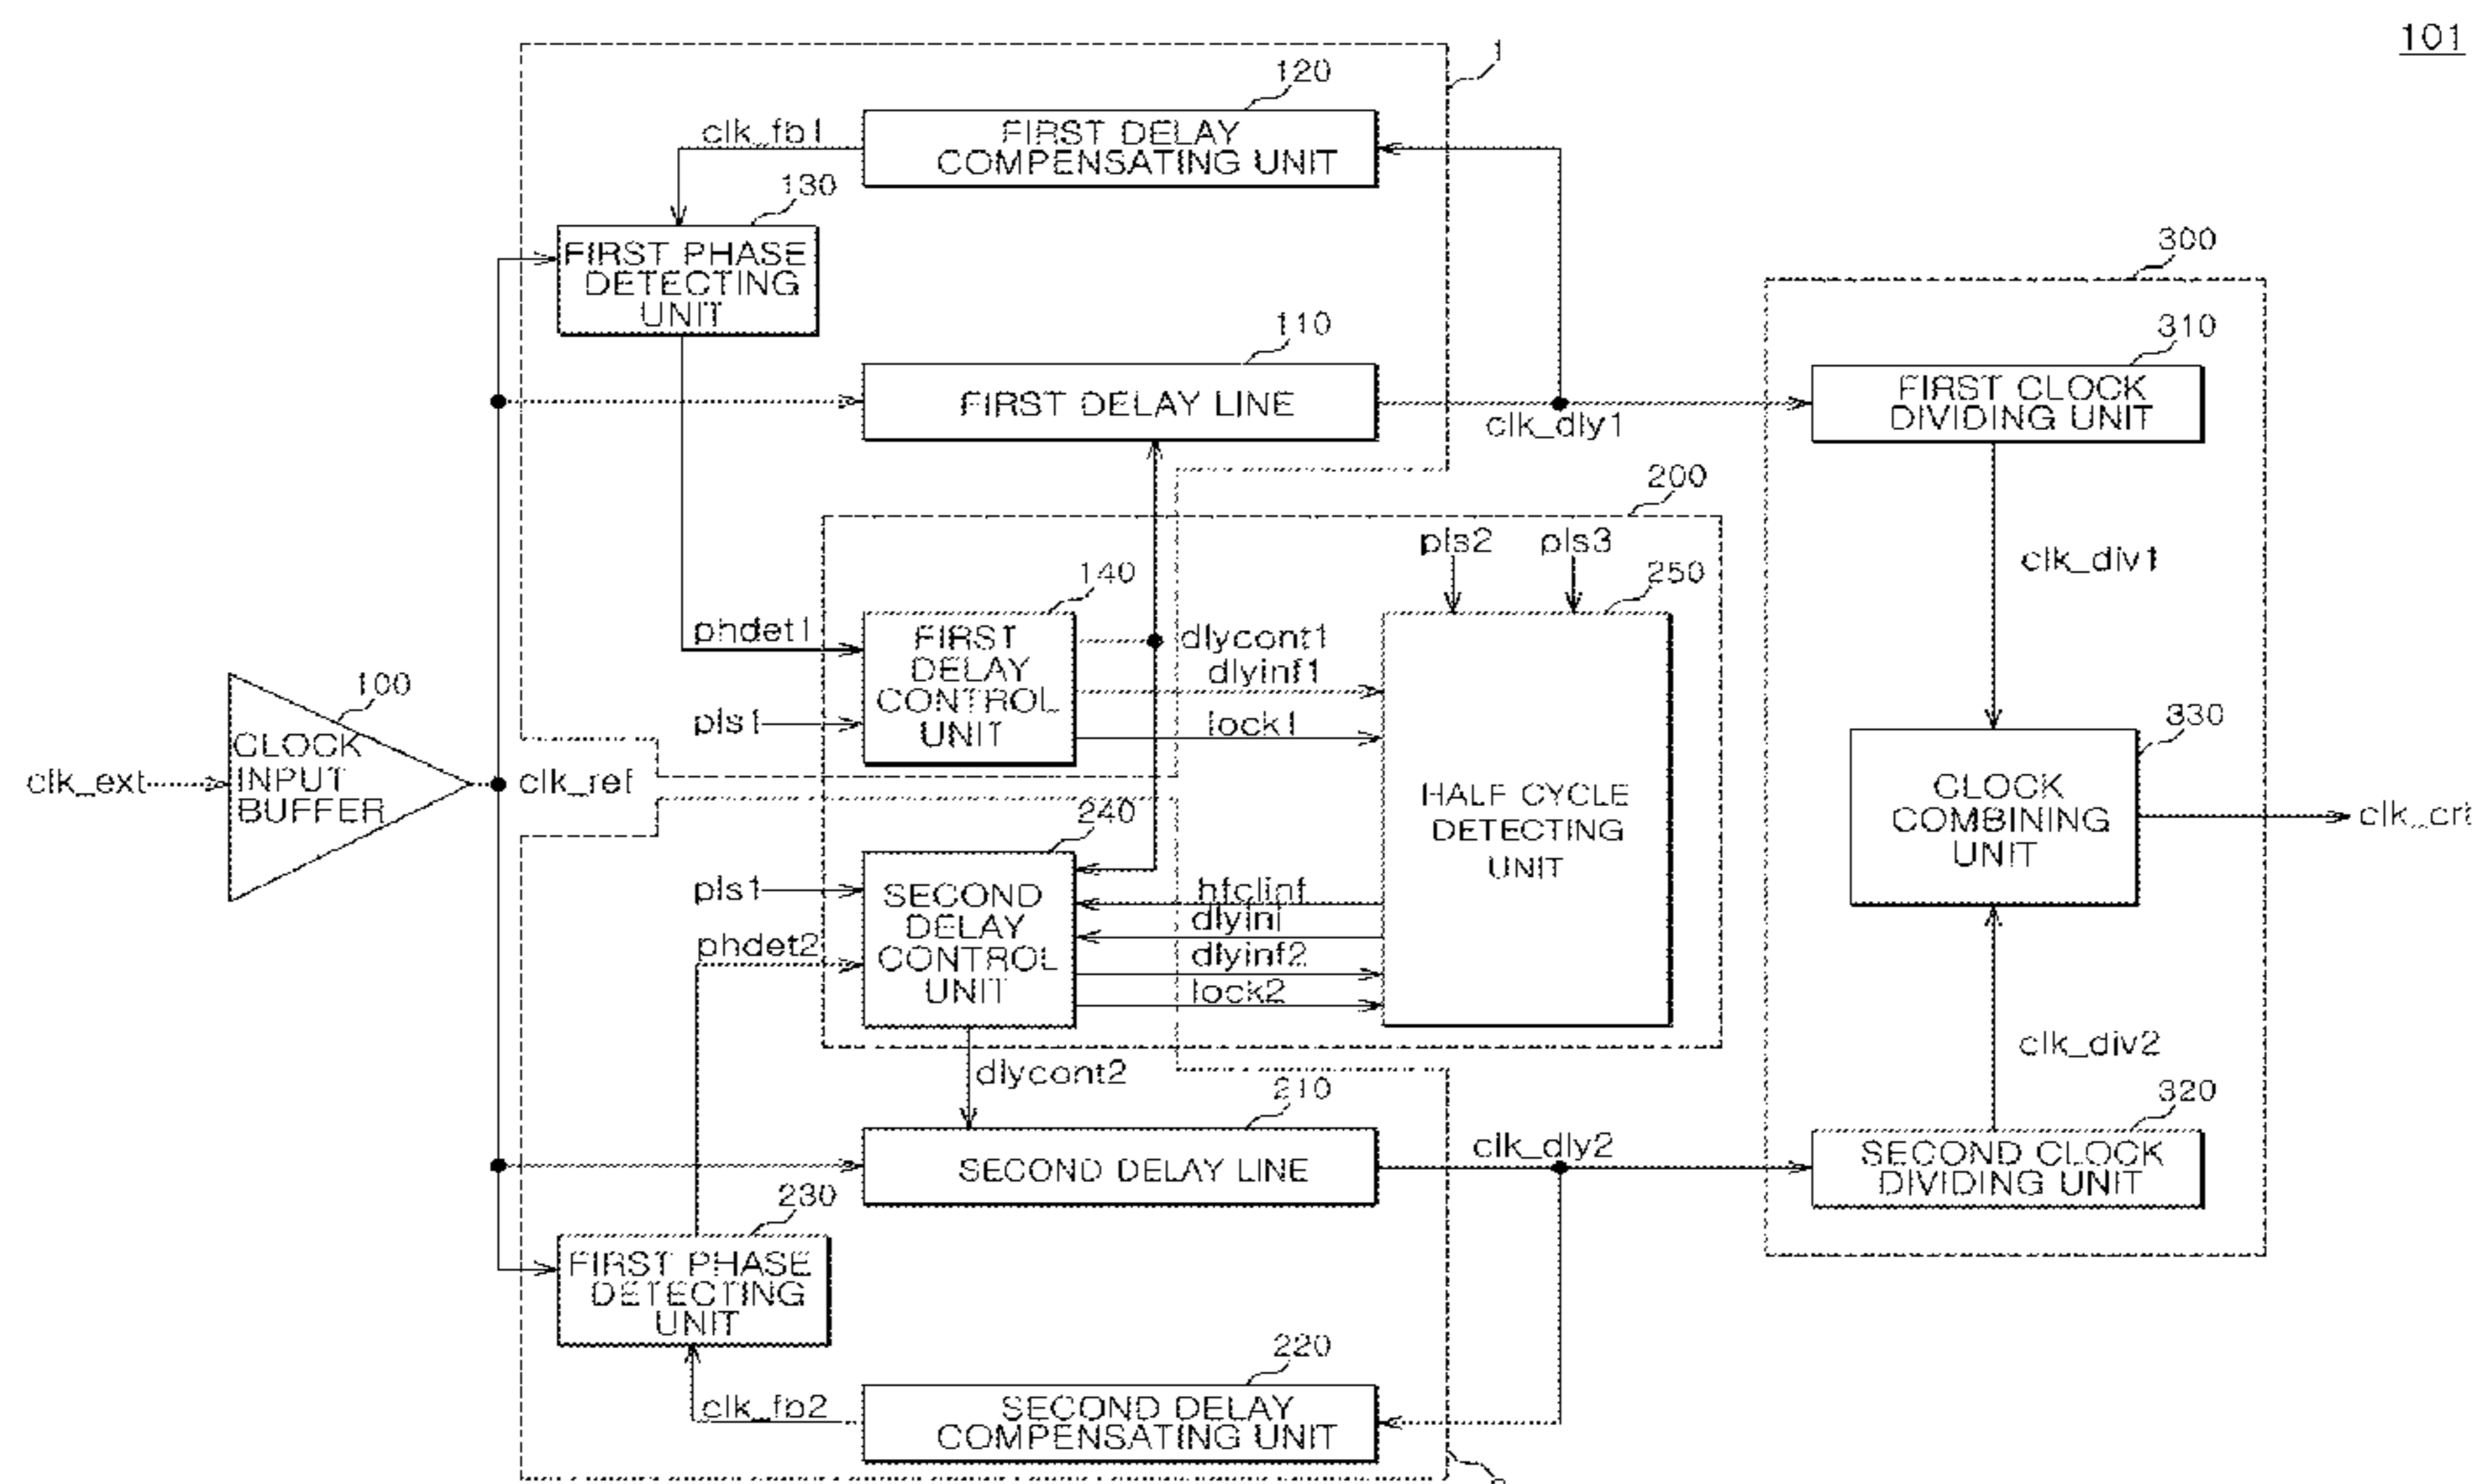 101
1
120
FIRST DELAY
COMPENSATING UNIT
clk_fb1
130
FIRST PHASE
DETECTING
UNIT
300
110
FIRST DELAY LINE
clk_dly1
310
FIRST CLOCK
DIVIDING UNIT
200
pls2
pls3
clk_div1
140
250
phdet1
FIRST
DELAY
CONTROL
UNIT
dlycont1
dlyinf1
lock1
pls1
100
CLOCK
INPUT
BUFFER
clk_ext
clk_ref
HALF CYCLE
DETECTING
UNIT
330
CLOCK
COMBINING
UNIT
clk_crt
240
pls1
SECOND
DELAY
CONTROL
UNIT
hfclinf
phdet2
dlyinf2
lock2
dlycont2
clk_div2
210
SECOND DELAY LINE
clk_dly2
320
SECOND CLOCK
DIVIDING UNIT
230
FIRST PHASE
DETECTING
UNIT
220
clk_fb2
SECOND DELAY
COMPENSATING UNIT